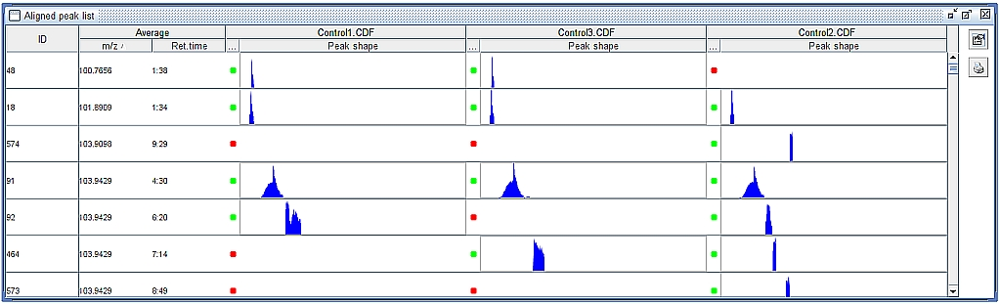 Aligned peak list
ID Average Control1.CDF Control3.CDF Control2.CDF
m/z Ret.time ... Peak shape ... Peak shape ... Peak shape
48 100.7656 1:38
18 101.8909 1:34
574 103.9098 9:29
91 103.9429 4:30
92 103.9429 6:20
464 103.9429 7:14
573 103.9429 8:49